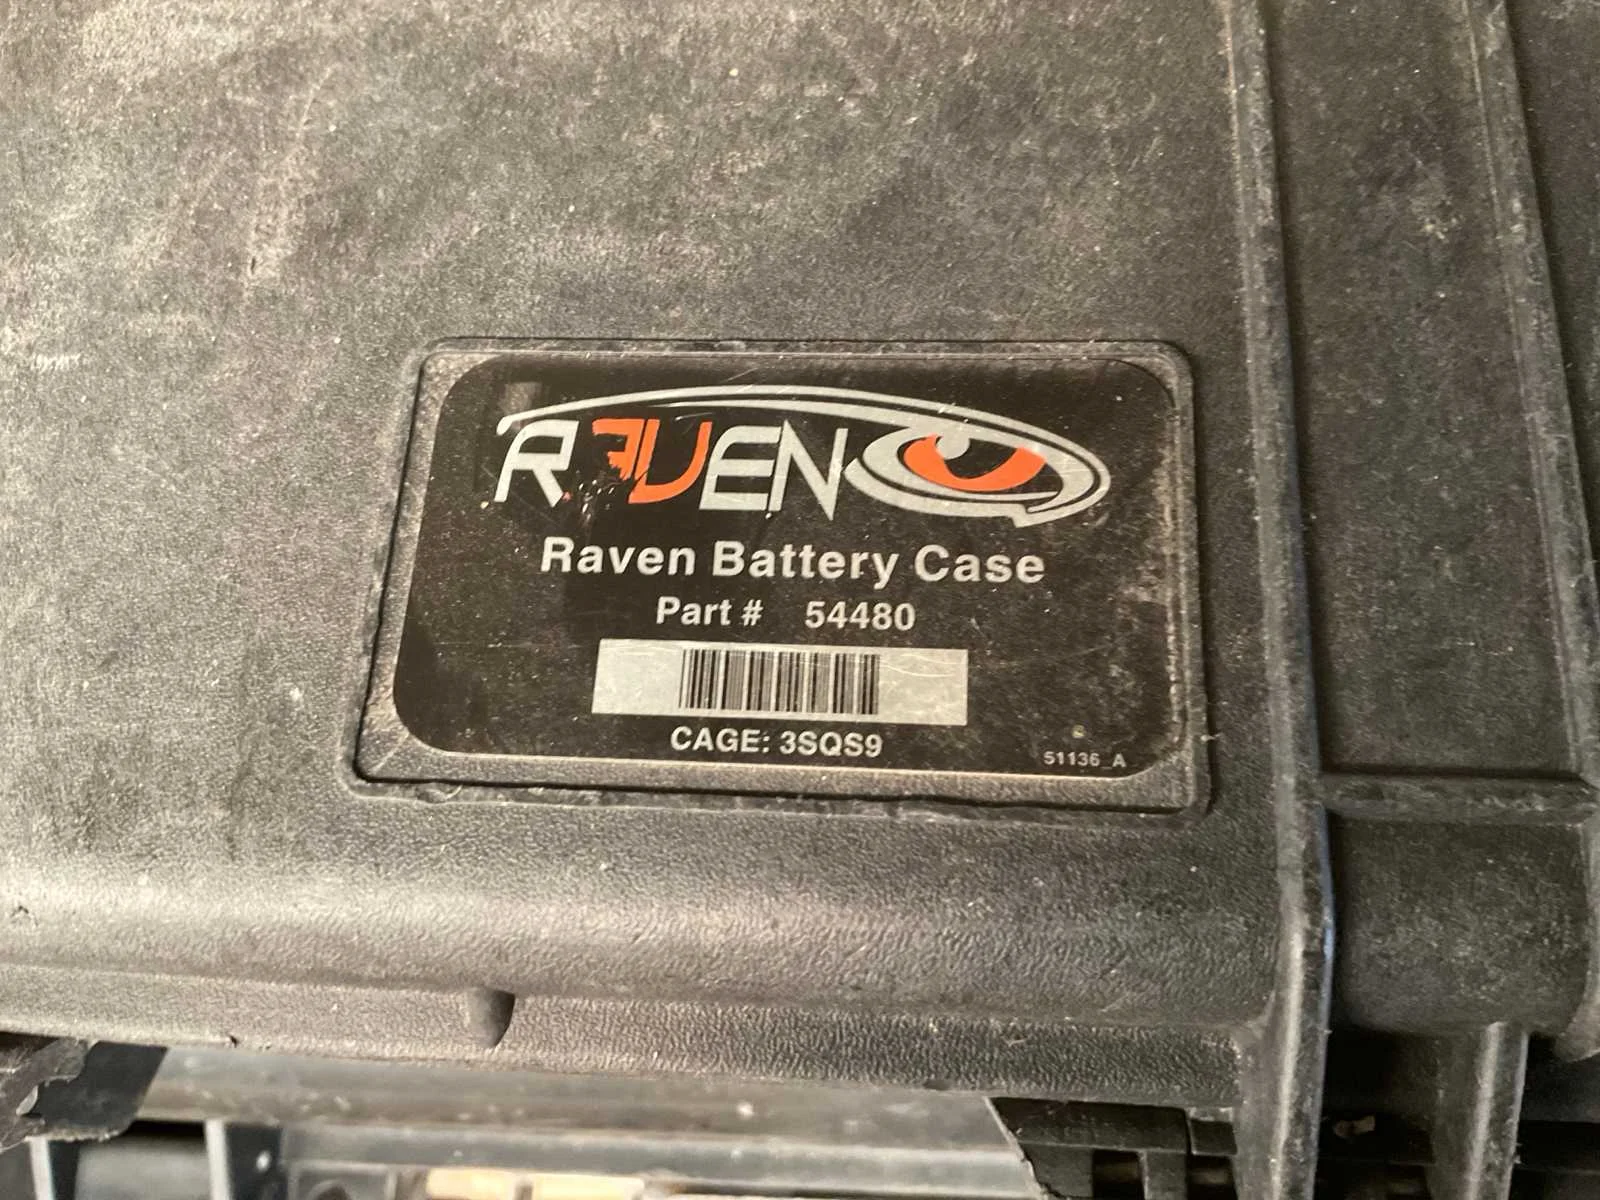 RAVEN
Raven Battery Case
Part # 54480
CAGE: 3SQS9
51136_A